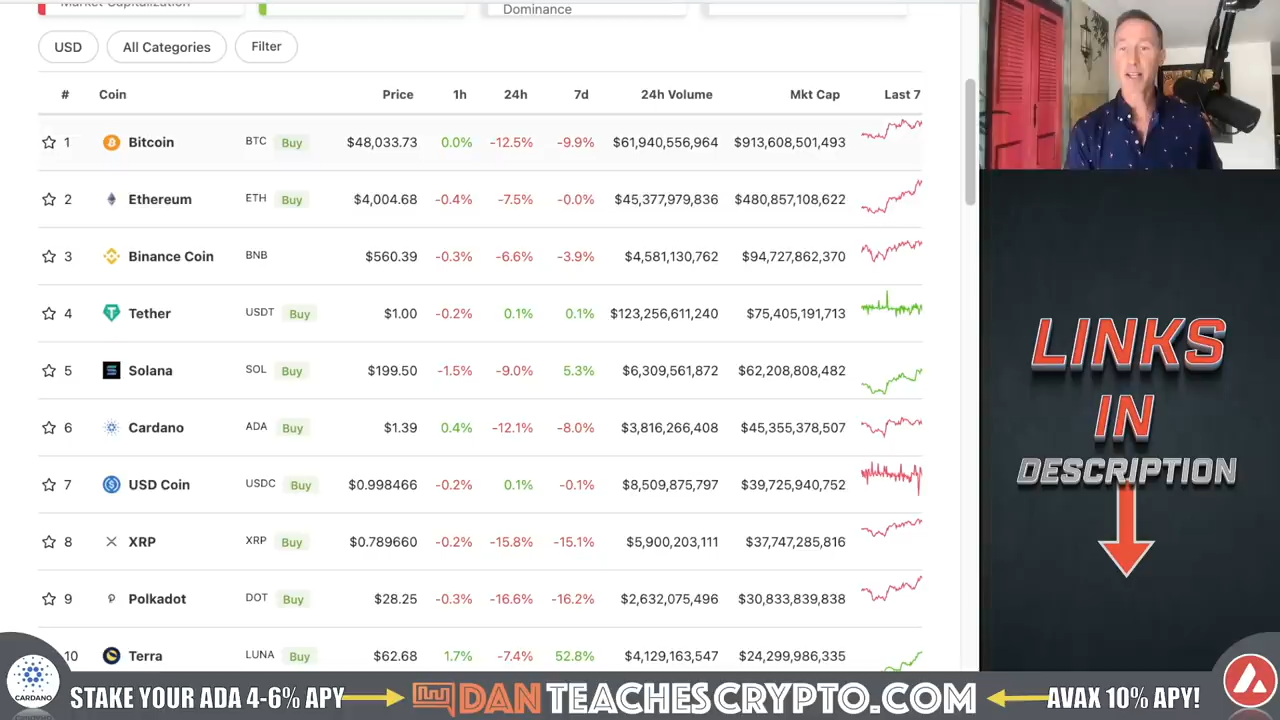 Market Capitalization
Dominance
USD All Categories Filter
# Coin Price 1h 24h 7d 24h Volume Mkt Cap Last 7
1 Bitcoin BTC Buy $48,033.73 0.0% -12.5% -9.9% $61,940,556,964 $913,608,501,493
2 Ethereum ETH Buy $4,004.68 -0.4% -7.5% -0.0% $45,377,979,836 $480,857,108,622
3 Binance Coin BNB $560.39 -0.3% -6.6% -3.9% $4,581,130,762 $94,727,862,370
4 Tether USDT Buy $1.00 -0.2% 0.1% 0.1% $123,256,611,240 $75,405,191,713
5 Solana SOL Buy $199.50 -1.5% -9.0% 5.3% $6,309,561,872 $62,208,808,482
6 Cardano ADA Buy $1.39 0.4% -12.1% -8.0% $3,816,266,408 $45,355,378,507
7 USD Coin USDC Buy $0.998466 -0.2% 0.1% -0.1% $8,509,875,797 $39,725,940,752
8 XRP XRP Buy $0.789660 -0.2% -15.8% -15.1% $5,900,203,111 $37,747,285,816
9 Polkadot DOT Buy $28.25 -0.3% -16.6% -16.2% $2,632,075,496 $30,833,839,838
10 Terra LUNA Buy $62.68 1.7% -7.4% 52.8% $4,129,163,547 $24,299,986,335
LINKS
IN
DESCRIPTION
CARDANO
STAKE YOUR ADA 4-6% APY DANTEACHESCRYPTO.COM AVAX 10% APY!